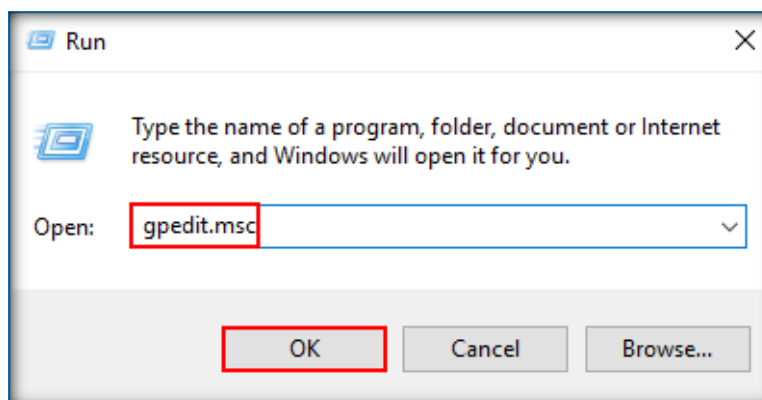 Run
Type the name of a program, folder, document or Internet
resource, and Windows will open it for you.
Open: gpedit.msc
OK Cancel Browse...